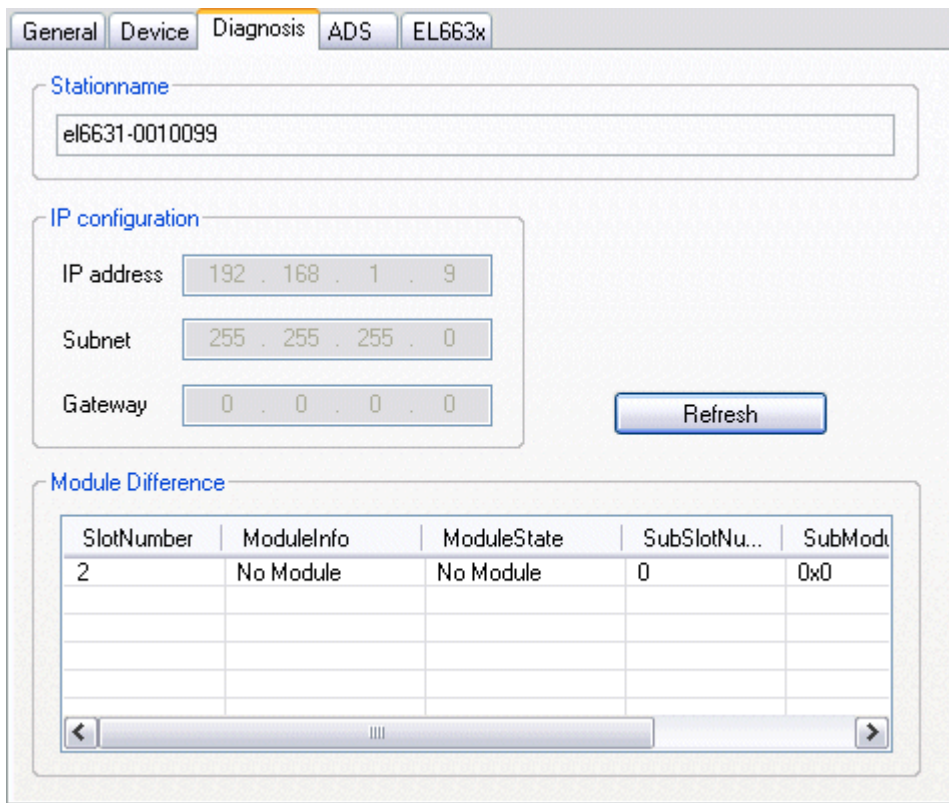 General Device Diagnosis ADS EL663x
Stationname
el6631-0010099
IP configuration
IP address 192 . 168 . 1 . 9
Subnet 255 . 255 . 255 . 0
Gateway 0 . 0 . 0 . 0
Refresh
Module Difference
SlotNumber ModuleInfo ModuleState SubSlotNu... SubModu
2 No Module No Module 0 0x0